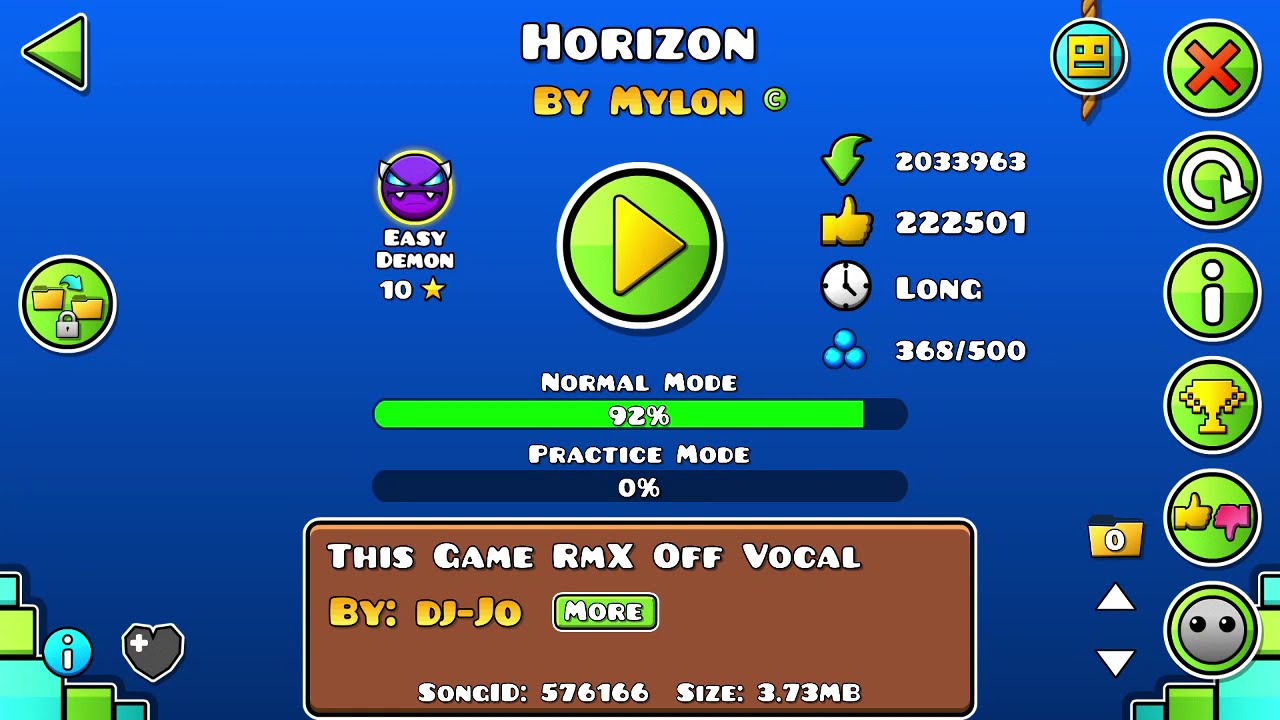 Horizon
By Mylon ©
2033963
222501
Easy
Demon
10
Long
368/500
Normal Mode
92%
Practice Mode
0%
This Game RmX Off Vocal
By: dj-Jo More
0
SongID: 576166 Size: 3.73MB